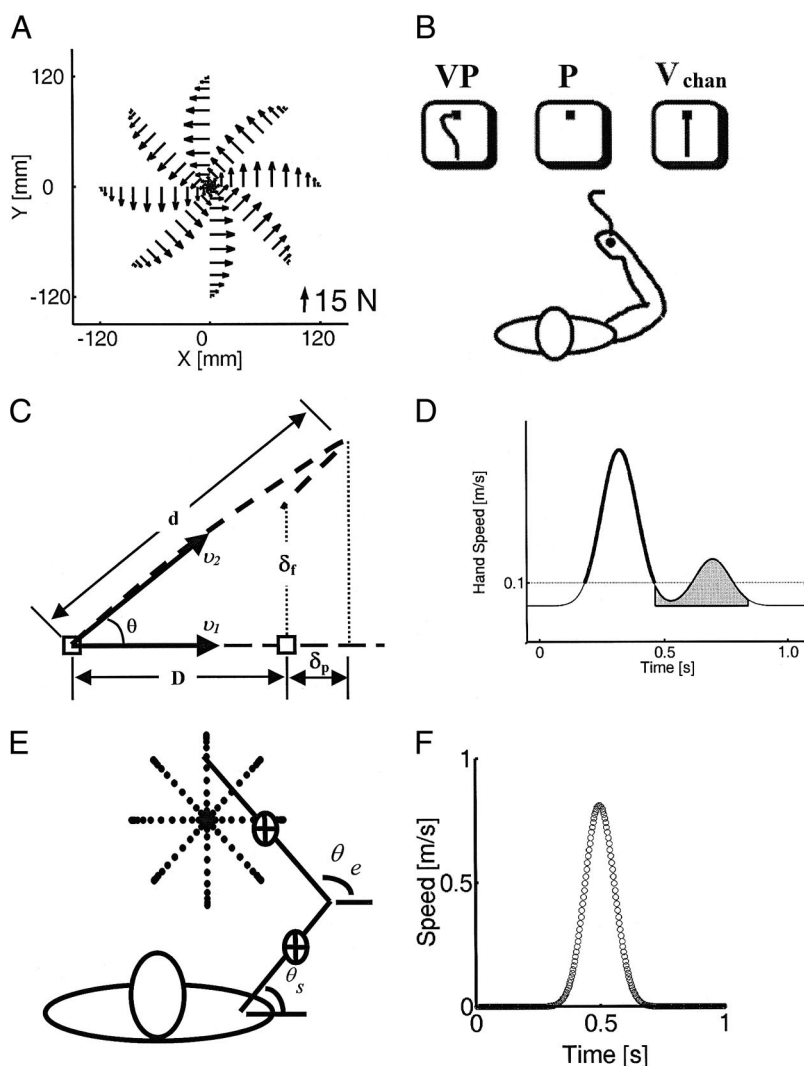 A
120
Y [mm]
0
-120
-120
0
120
X [mm]
15 N
B
VP
P
V chan
C
d
υ2
δf
θ
υ1
D
δp
D
Hand Speed [m/s]
0.1
0
0.5
1.0
Time [s]
E
θe
θs
F
1
Speed [m/s]
0.5
0
0
0.5
1
Time [s]